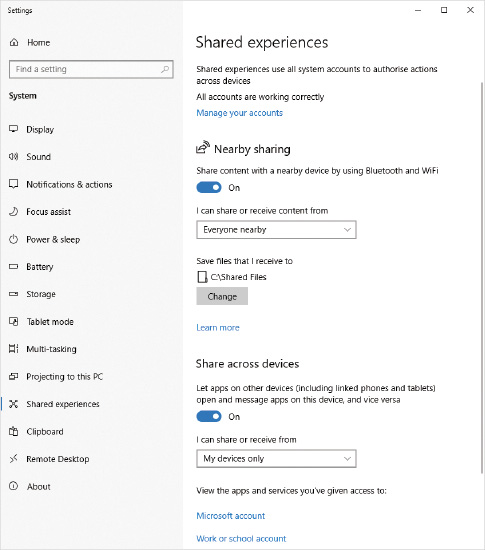 Settings
Home
Find a setting
System
Display
Sound
Notifications & actions
Focus assist
Power & sleep
Battery
Storage
Tablet mode
Multi-tasking
Projecting to this PC
Shared experiences
Clipboard
Remote Desktop
About
Shared experiences
Shared experiences use all system accounts to authorise actions
across devices
All accounts are working correctly
Manage your accounts
Nearby sharing
Share content with a nearby device by using Bluetooth and WiFi
On
I can share or receive content from
Everyone nearby
Save files that I receive to
C:\Shared Files
Change
Learn more
Share across devices
Let apps on other devices (including linked phones and tablets)
open and message apps on this device, and vice versa
On
I can share or receive from
My devices only
View the apps and services you've given access to:
Microsoft account
Work or school account